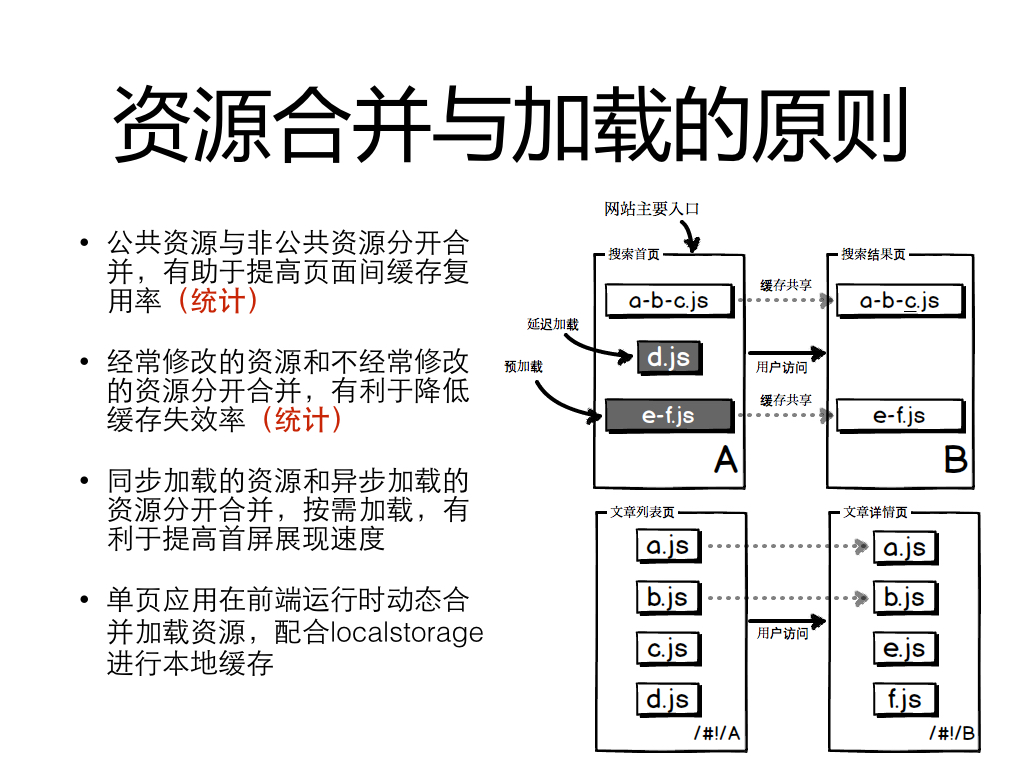 资源合并与加载的原则
• 公共资源与非公共资源分开合
并，有助于提高页面间缓存复
用率（统计）
• 经常修改的资源和不经常修改
的资源分开合并，有利于降低
缓存失效率（统计）
• 同步加载的资源和异步加载的
资源分开合并，按需加载，有
利于提高首屏展现速度
• 单页应用在前端运行时动态合
并加载资源，配合localstorage
进行本地缓存
网站主要入口
搜索首页
搜索结果页
a-b-c.js
缓存共享
a-b-c.js
延迟加载
d.js
用户访问
预加载
e-f.js
缓存共享
e-f.js
A
B
文章列表页
文章详情页
a.js
a.js
b.js
b.js
用户访问
c.js
e.js
d.js
f.js
/#!/A
/#!/B